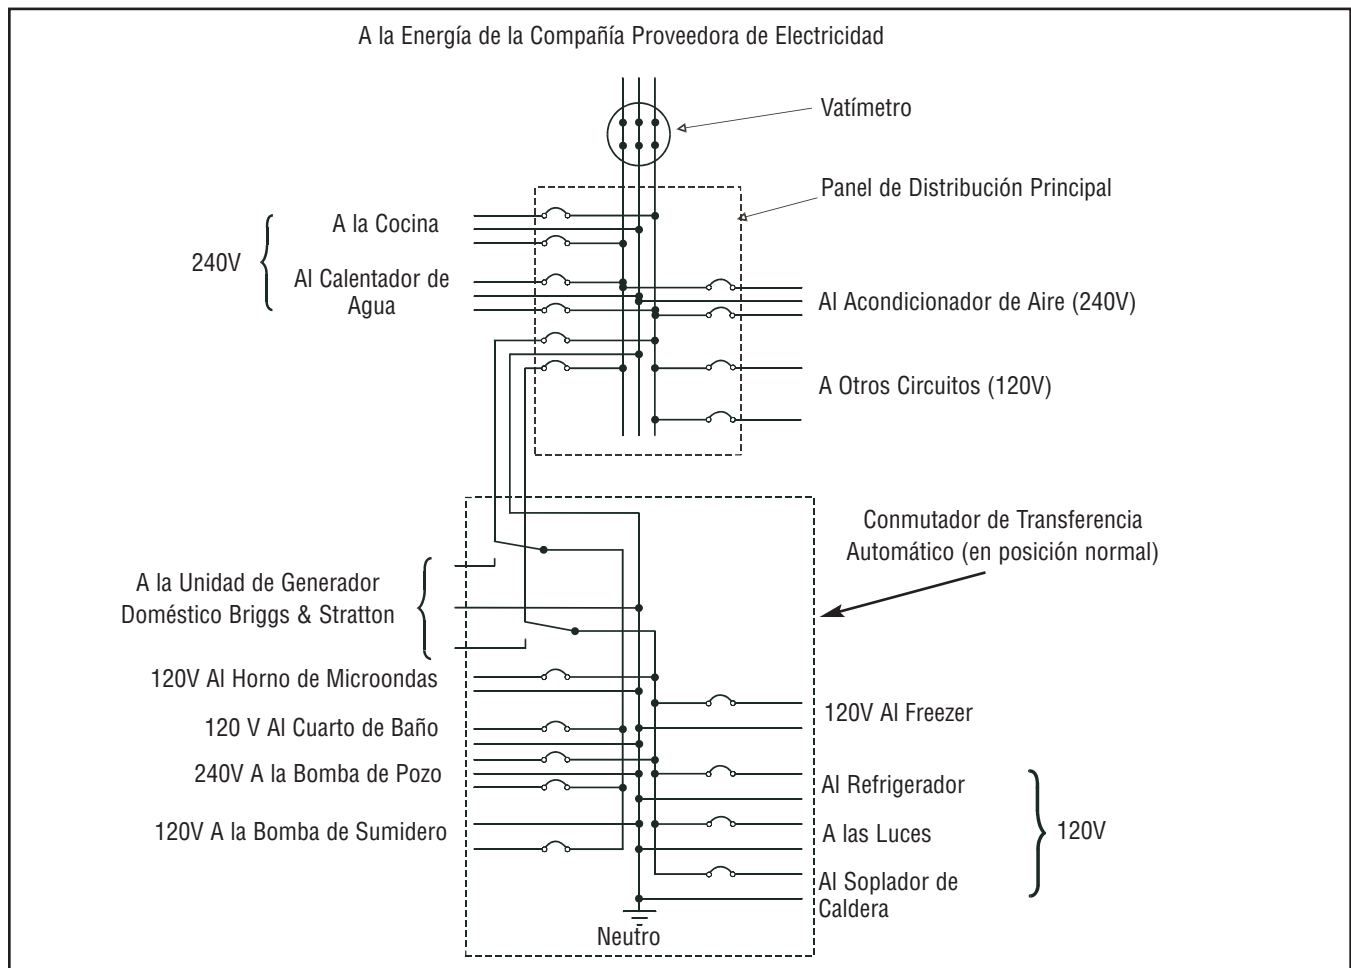 A la Energía de la Compañía Proveedora de Electricidad
Vatímetro
Panel de Distribución Principal
A la Cocina
240V
Al Calentador de
Agua
Al Acondicionador de Aire (240V)
A Otros Circuitos (120V)
Conmutador de Transferencia
Automático (en posición normal)
A la Unidad de Generador
Doméstico Briggs & Stratton
120V Al Horno de Microondas
120 V Al Cuarto de Baño
240V A la Bomba de Pozo
120V A la Bomba de Sumidero
120V Al Freezer
Al Refrigerador
A las Luces
120V
Al Soplador de
Caldera
Neutro